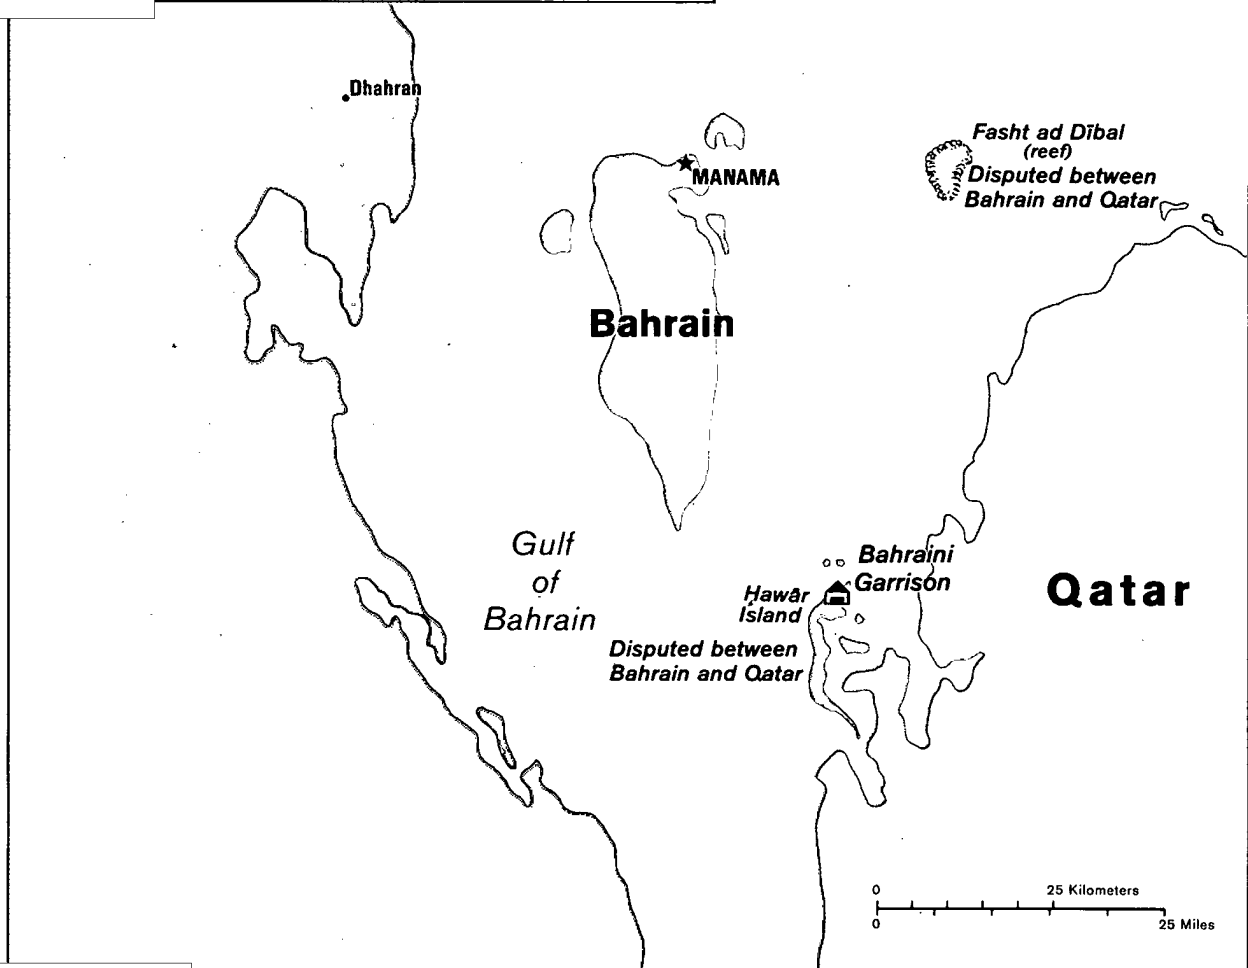 Dhahran
MANAMA
Fasht ad Dībal
(reef)
Disputed between
Bahrain and Qatar
Bahrain
Gulf
of
Bahrain
Bahraini
Garrison
Ḥawār
Island
Disputed between
Bahrain and Qatar
Qatar
0 25 Kilometers
0 25 Miles